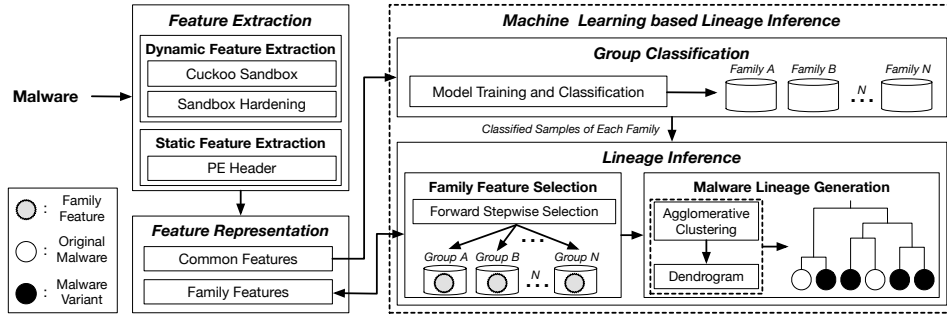 Feature Extraction
Dynamic Feature Extraction
Cuckoo Sandbox
Sandbox Hardening
Static Feature Extraction
PE Header
Malware
: Family
Feature
: Original
Malware
: Malware
Variant
Feature Representation
Common Features
Family Features
Machine Learning based Lineage Inference
Group Classification
Model Training and Classification
Family A
Family B
N
...
Family N
Classified Samples of Each Family
Lineage Inference
Family Feature Selection
Forward Stepwise Selection
...
Group A
Group B
N
...
Group N
Malware Lineage Generation
Agglomerative
Clustering
Dendrogram